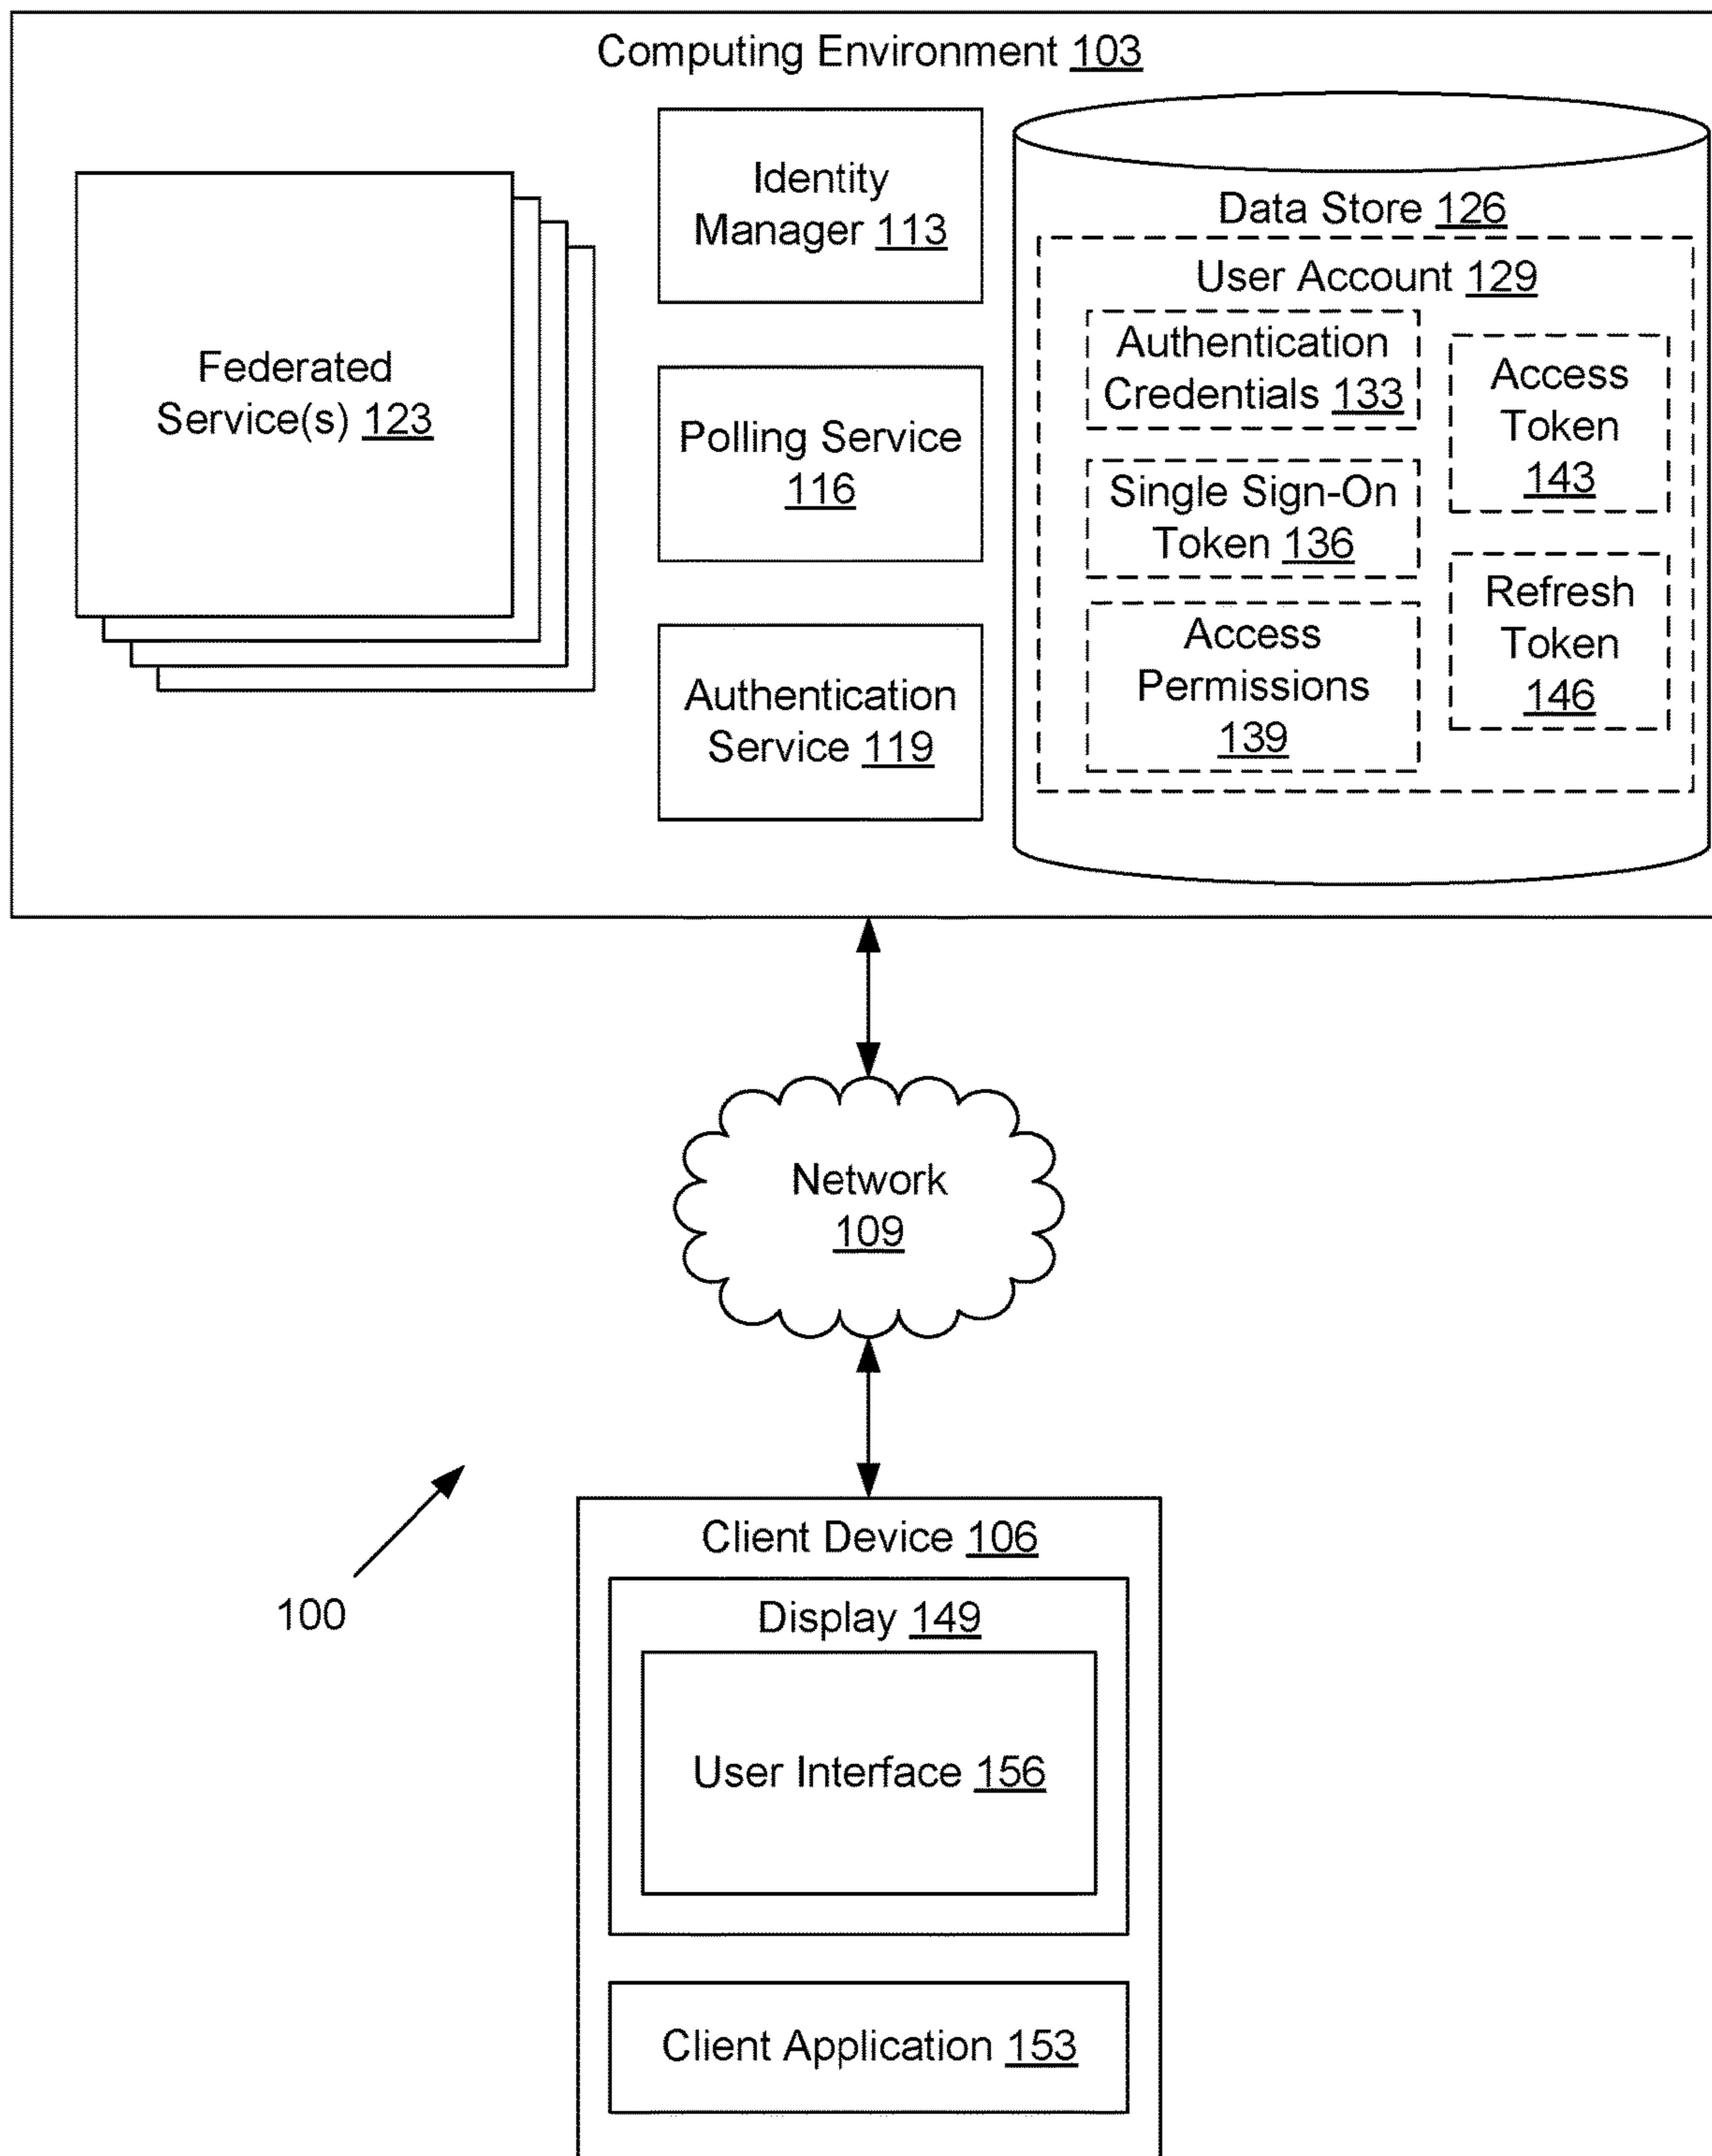 Computing Environment 103
Federated
Service(s) 123
Identity
Manager 113
Polling Service
116
Authentication
Service 119
Data Store 126
User Account 129
Authentication
Credentials 133
Single Sign-On
Token 136
Access
Permissions
139
Access
Token
143
Refresh
Token
146
Network
109
100
Client Device 106
Display 149
User Interface 156
Client Application 153